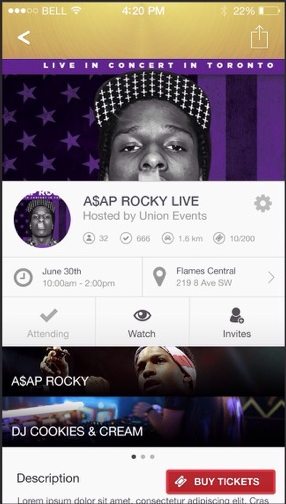 BELL 4:20 PM 22%
LIVE IN CONCERT IN TORONTO
A$AP ROCKY LIVE
Hosted by Union Events
32 666 1.6 km 10/200
June 30th
10:00am - 2:00pm
Flames Central
219 8 Ave SW
Attending Watch Invites
A$AP ROCKY
DJ COOKIES & CREAM
Description
BUY TICKETS
Lorem ipsum dolor sit amet, consectetur adipiscing elit. Cras